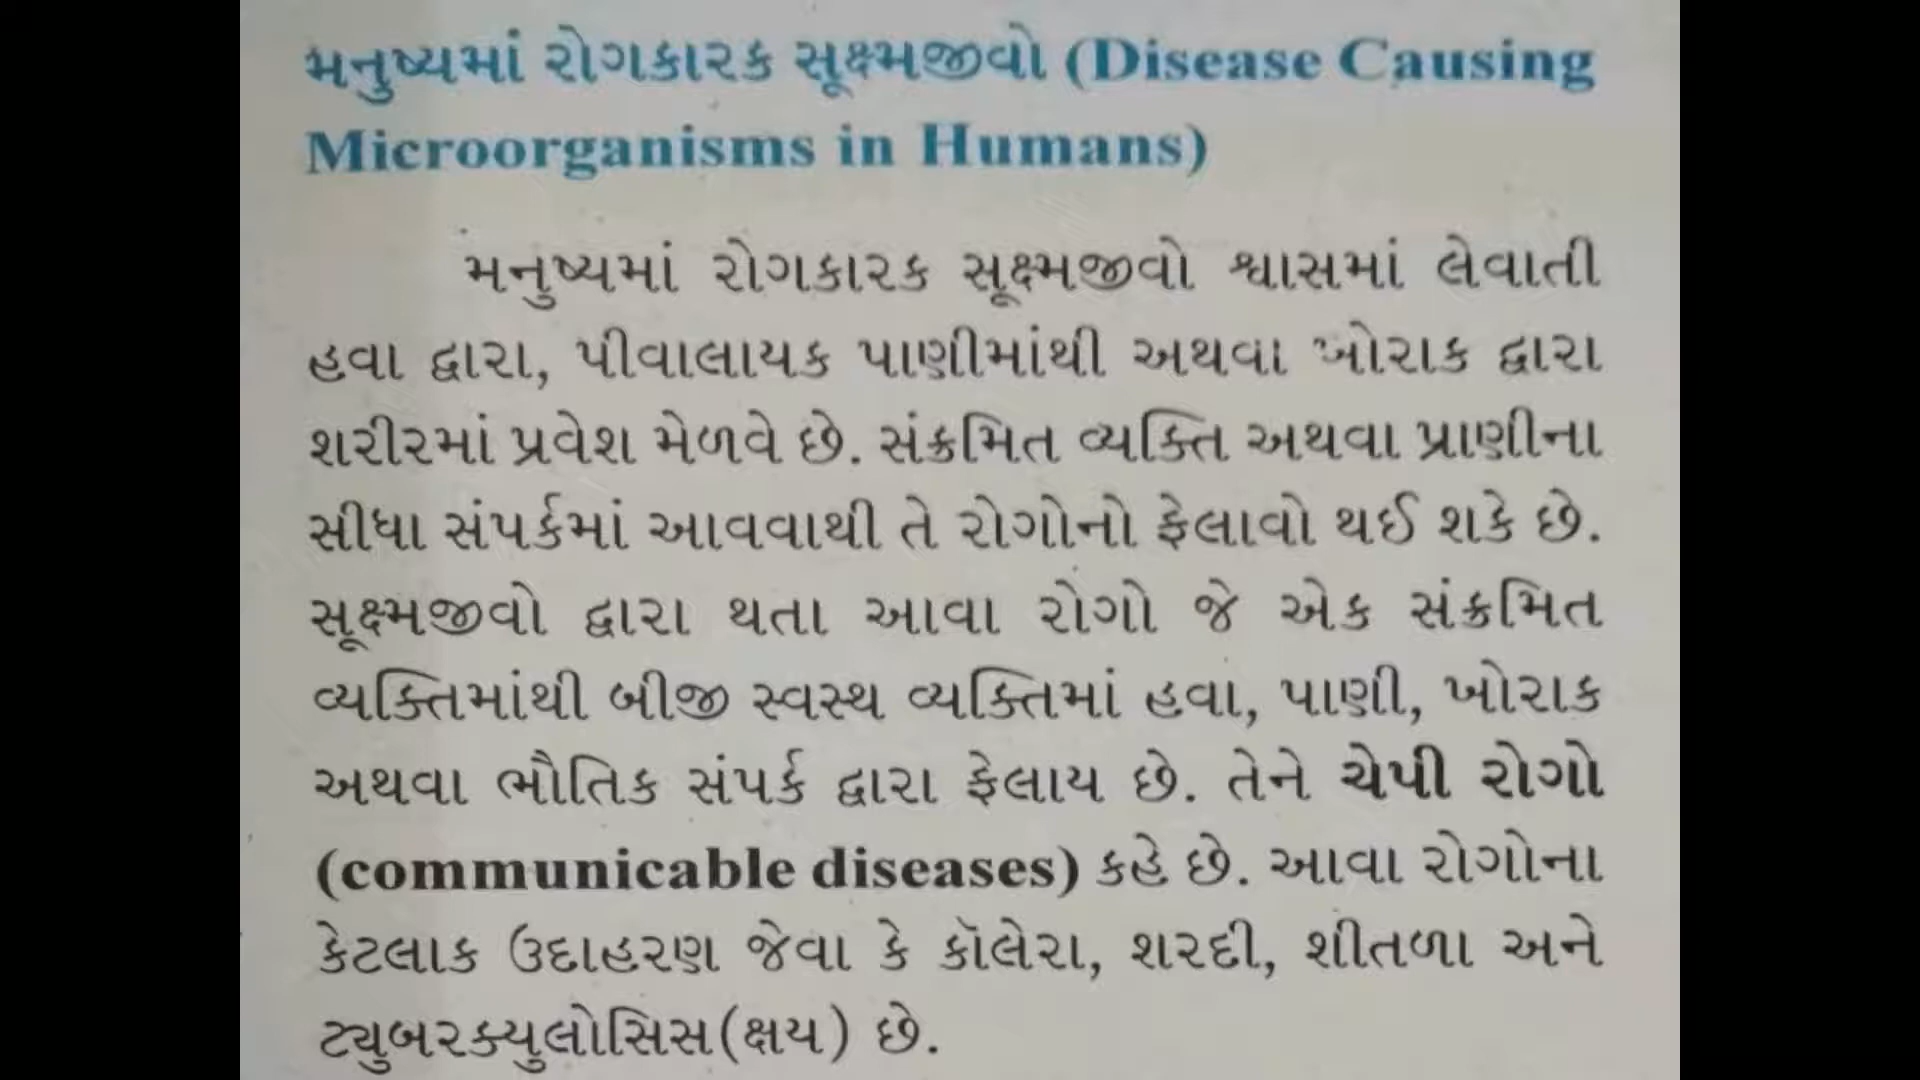 મનુષ્યમાં રોગકારક સૂક્ષ્મજીવો (Disease Causing
Microorganisms in Humans)
મનુષ્યમાં રોગકારક સૂક્ષ્મજીવો શ્વાસમાં લેવાતી
હવા દ્વારા, પીવાલાયક પાણીમાંથી અથવા ખોરાક દ્વારા
શરીરમાં પ્રવેશ મેળવે છે. સંક્રમિત વ્યક્તિ અથવા પ્રાણીના
સીધા સંપર્કમાં આવવાથી તે રોગોનો ફેલાવો થઈ શકે છે.
સૂક્ષ્મજીવો દ્વારા થતા આવા રોગો જે એક સંક્રમિત
વ્યક્તિમાંથી બીજી સ્વસ્થ વ્યક્તિમાં હવા, પાણી, ખોરાક
અથવા ભૌતિક સંપર્ક દ્વારા ફેલાય છે. તેને ચેપી રોગો
(communicable diseases) કહે છે. આવા રોગોના
કેટલાક ઉદાહરણ જેવા કે કૉલેરા, શરદી, શીતળા અને
ટ્યુબરક્યુલોસિસ(ક્ષય) છે.